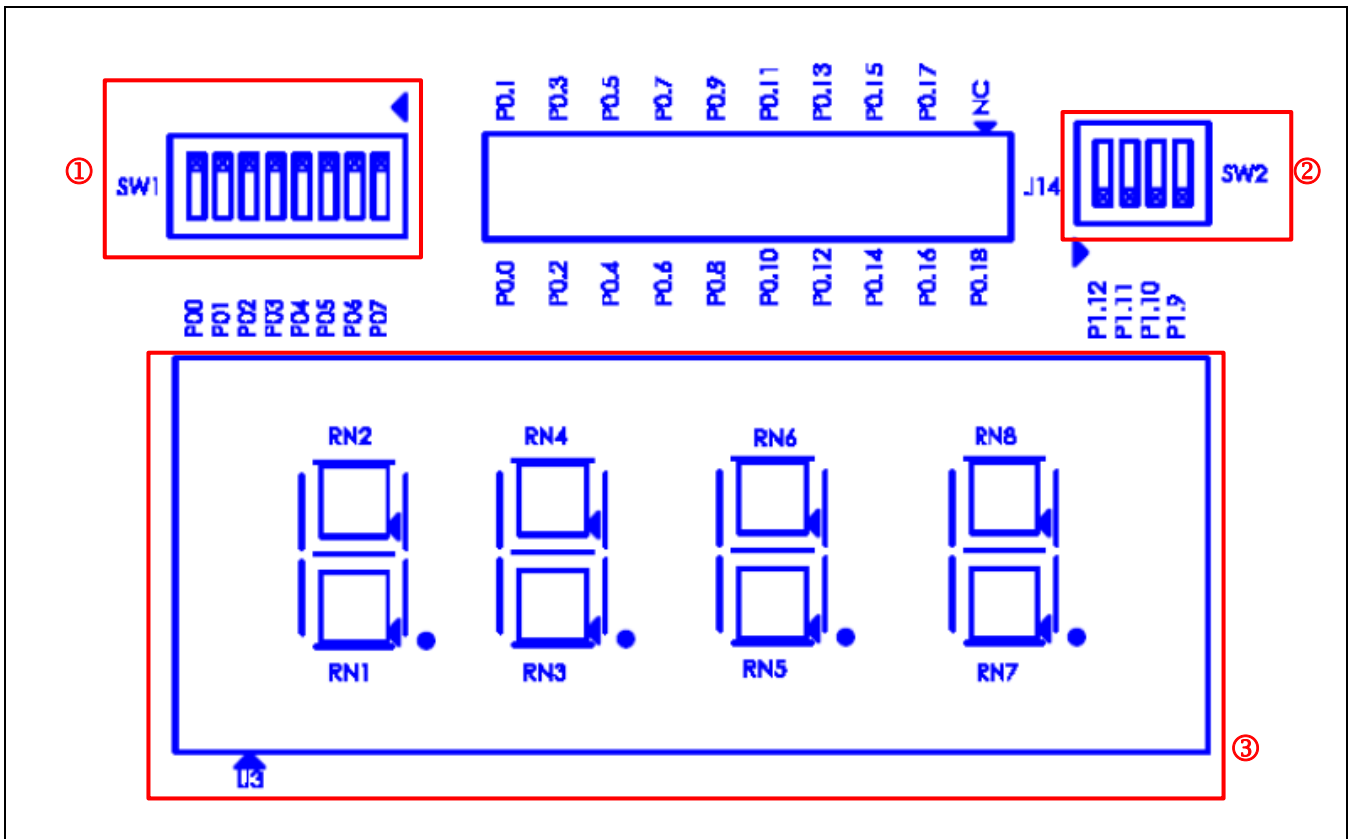 P0.1 P0.3 P0.5 P0.7 P0.9 P0.11 P0.13 P0.15 P0.17 NC
① SW1
J14
SW2 ②
P0.0 P0.2 P0.4 P0.6 P0.8 P0.10 P0.12 P0.14 P0.16 P0.18
P00 P01 P02 P03 P04 P05 P06 P07
P1.12 P1.11 P1.10 P1.9
RN2 RN4 RN6 RN8
RN1 RN3 RN5 RN7
③
U3